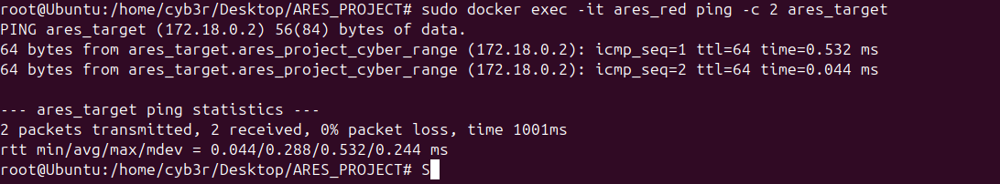 root@Ubuntu:/home/cyb3r/Desktop/ARES_PROJECT# sudo docker exec -it ares_red ping -c 2 ares_target
PING ares_target (172.18.0.2) 56(84) bytes of data.
64 bytes from ares_target.ares_project_cyber_range (172.18.0.2): icmp_seq=1 ttl=64 time=0.532 ms
64 bytes from ares_target.ares_project_cyber_range (172.18.0.2): icmp_seq=2 ttl=64 time=0.044 ms

--- ares_target ping statistics ---
2 packets transmitted, 2 received, 0% packet loss, time 1001ms
rtt min/avg/max/mdev = 0.044/0.288/0.532/0.244 ms
root@Ubuntu:/home/cyb3r/Desktop/ARES_PROJECT# S